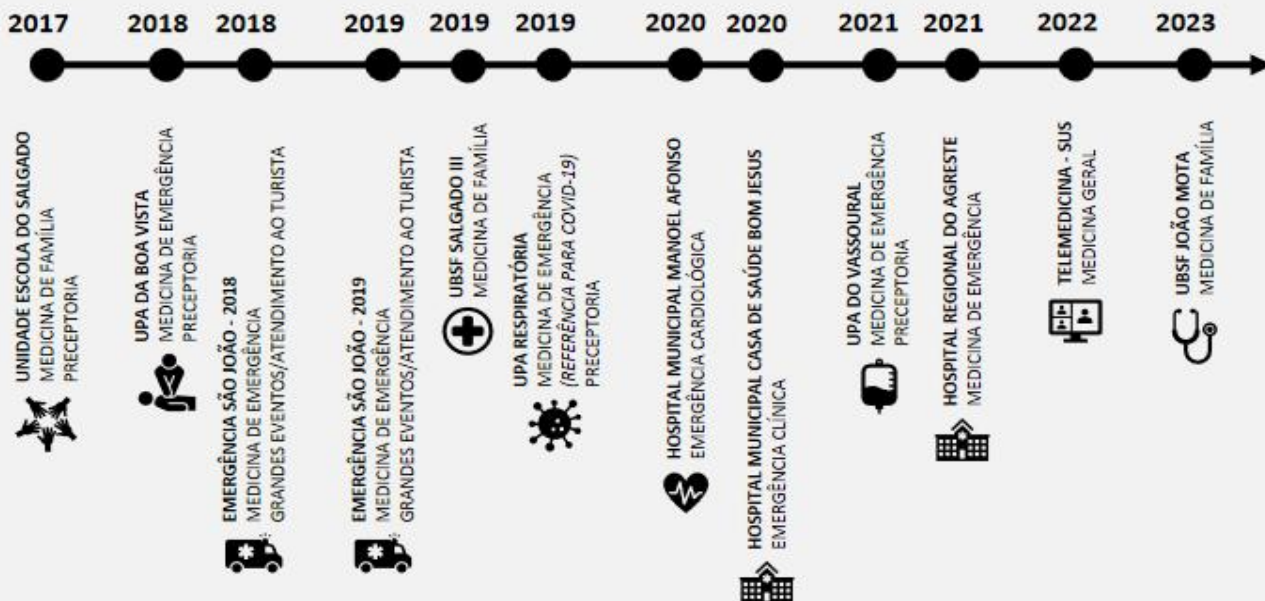 2017
2018
2018
2019
2019
2019
2020
2020
2021
2021
2022
2023
UNIDADE ESCOLA DO SALGADO
MEDICINA DE FAMÍLIA
PRECEPTORIA
UPA DA BOA VISTA
MEDICINA DE EMERGÊNCIA
PRECEPTORIA
EMERGÊNCIA SÃO JOÃO - 2018
MEDICINA DE EMERGÊNCIA
GRANDES EVENTOS/ATENDIMENTO AO TURISTA
EMERGÊNCIA SÃO JOÃO - 2019
MEDICINA DE EMERGÊNCIA
GRANDES EVENTOS/ATENDIMENTO AO TURISTA
UBSF SALGADO III
MEDICINA DE FAMÍLIA
UPA RESPIRATÓRIA
MEDICINA DE EMERGÊNCIA
(REFERÊNCIA PARA COVID-19)
PRECEPTORIA
HOSPITAL MUNICIPAL MANOEL AFONSO
EMERGÊNCIA CARDIOLÓGICA
HOSPITAL MUNICIPAL CASA DE SAÚDE BOM JESUS
EMERGÊNCIA CLÍNICA
UPA DO VASSOURAL
MEDICINA DE EMERGÊNCIA
PRECEPTORIA
HOSPITAL REGIONAL DO AGRESTE
MEDICINA DE EMERGÊNCIA
TELEMEDICINA - SUS
MEDICINA GERAL
UBSF JOÃO MOTA
MEDICINA DE FAMÍLIA